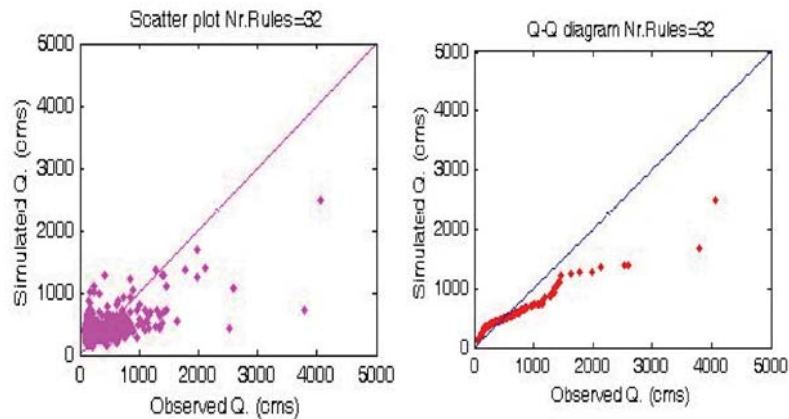 Scatter plot Nr.Rules=32
5000
4000
3000
2000
1000
0
0 1000 2000 3000 4000 5000
Simulated Q. (cms)
Observed Q. (cms)
Q-Q diagram Nr.Rules=32
5000
4000
3000
2000
1000
0
0 1000 2000 3000 4000 5000
Simulated Q. (cms)
Observed Q. (cms)